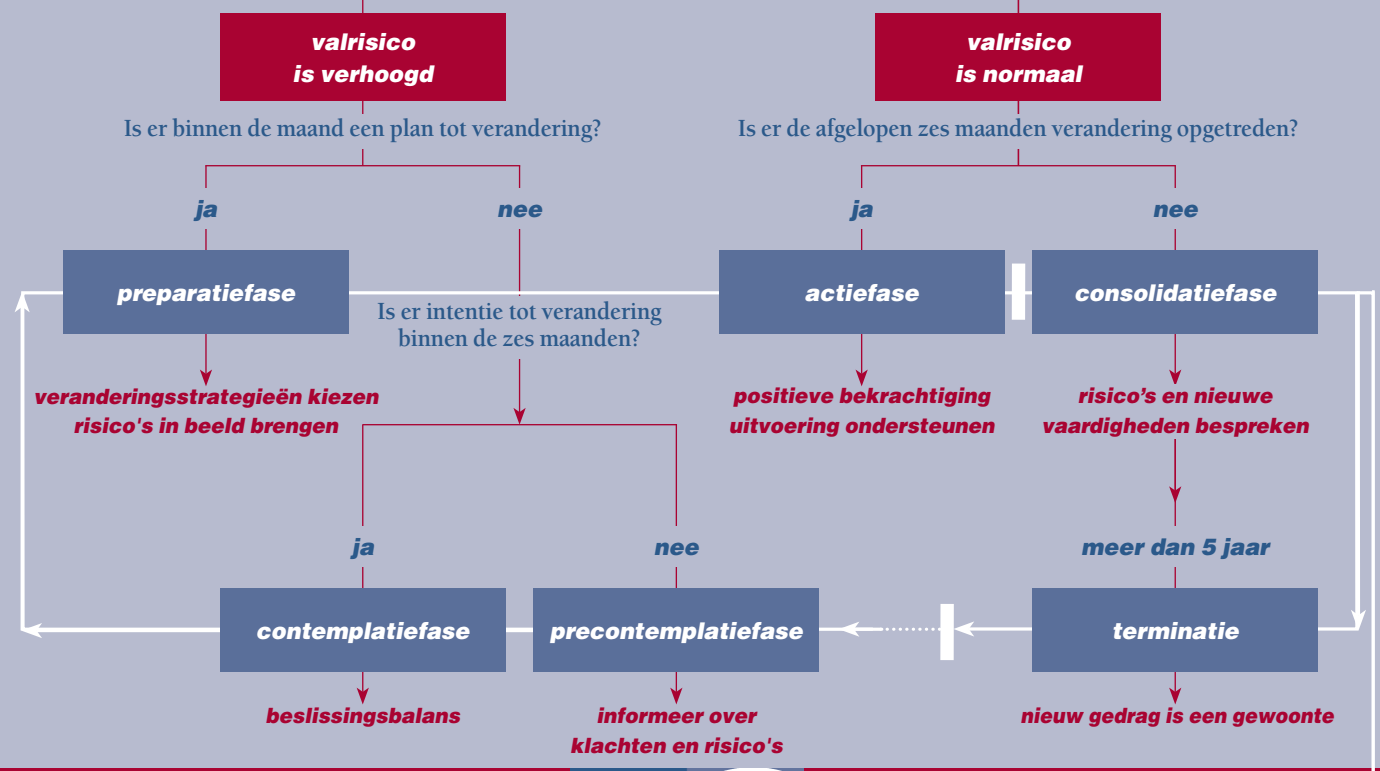 valrisico
is verhoogd
valrisico
is normaal
Is er binnen de maand een plan tot verandering?
Is er de afgelopen zes maanden verandering opgetreden?
ja
nee
ja
nee
preparatiefase
actiefase
consolidatiefase
Is er intentie tot verandering
binnen de zes maanden?
veranderingsstrategieën kiezen
risico's in beeld brengen
positieve bekrachtiging
uitvoering ondersteunen
risico’s en nieuwe
vaardigheden bespreken
ja
nee
meer dan 5 jaar
contemplatiefase
precontemplatiefase
terminatie
beslissingsbalans
informeer over
klachten en risico's
nieuw gedrag is een gewoonte